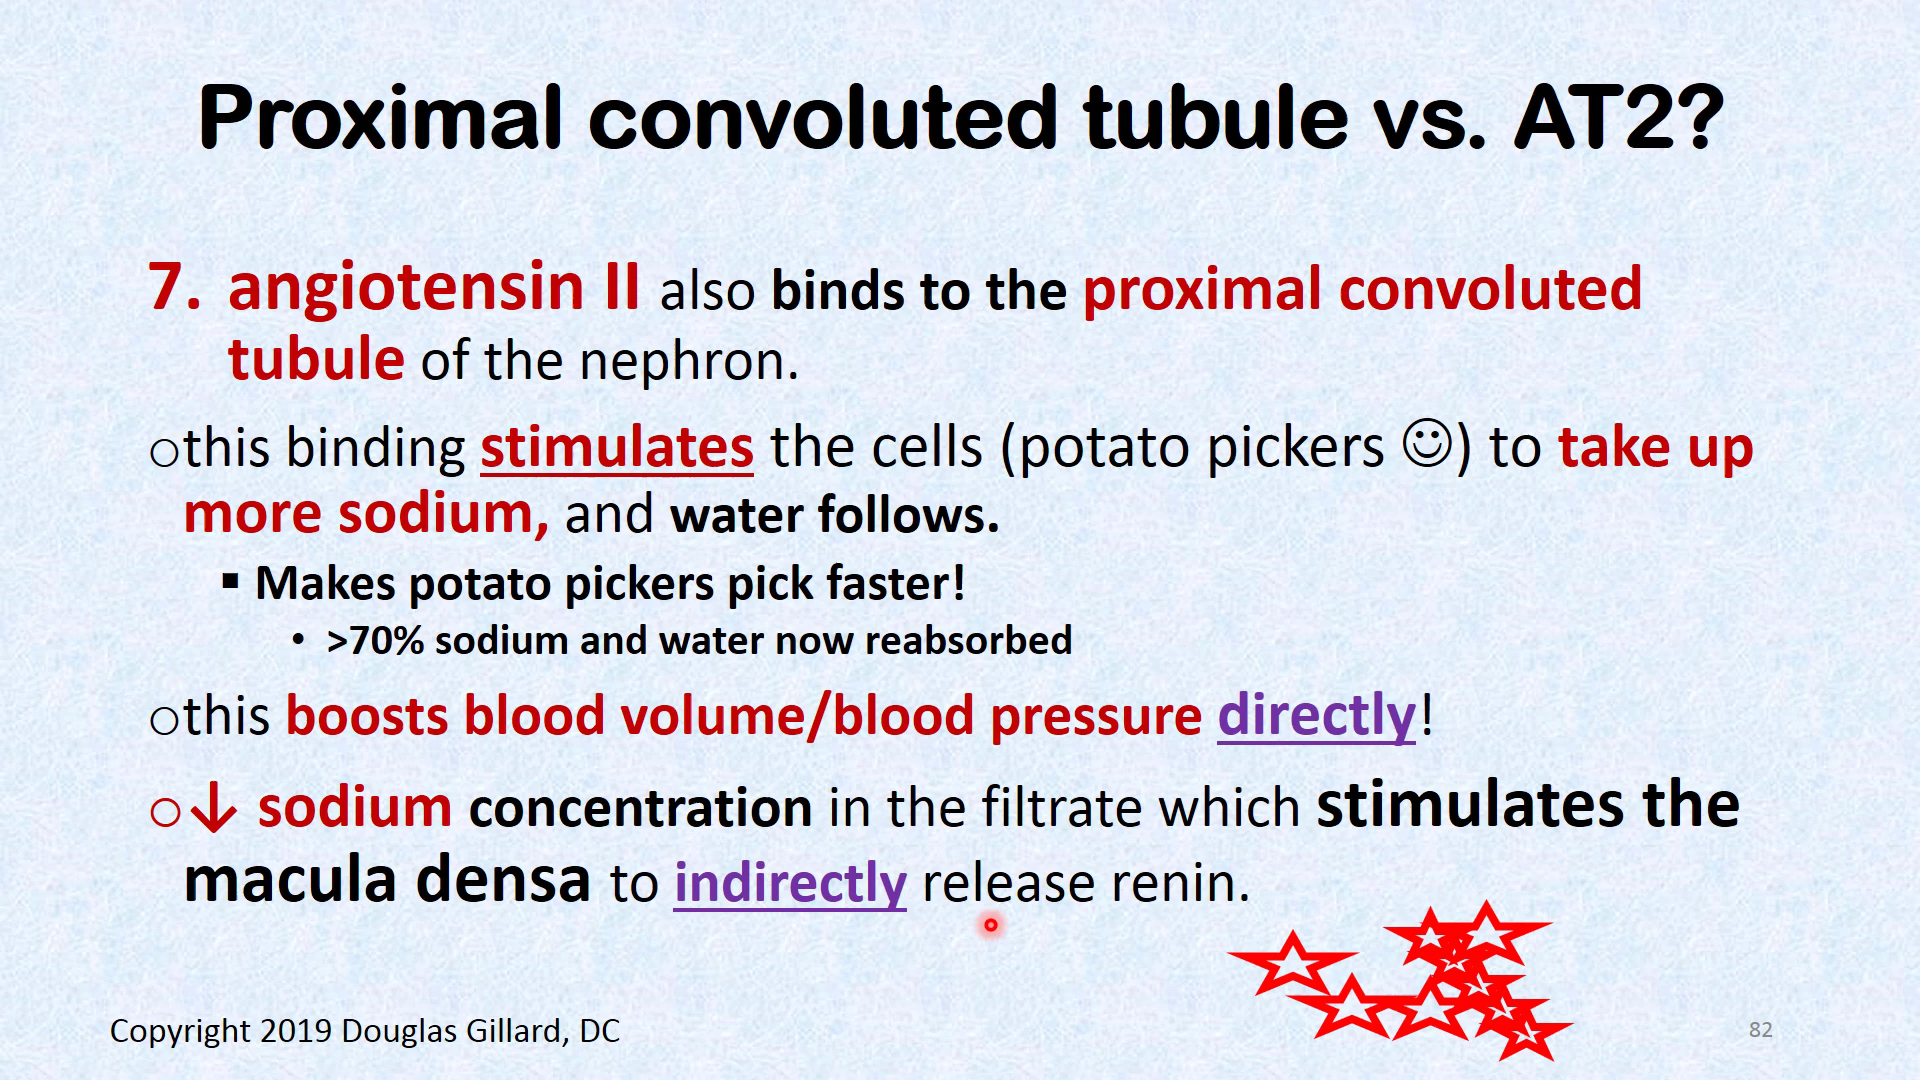 Proximal convoluted tubule vs. AT2?
7. angiotensin II also binds to the proximal convoluted
tubule of the nephron.
○this binding stimulates the cells (potato pickers ☺) to take up
more sodium, and water follows.
▪ Makes potato pickers pick faster!
• >70% sodium and water now reabsorbed
○this boosts blood volume/blood pressure directly!
○↓ sodium concentration in the filtrate which stimulates the
macula densa to indirectly release renin.
Copyright 2019 Douglas Gillard, DC
82